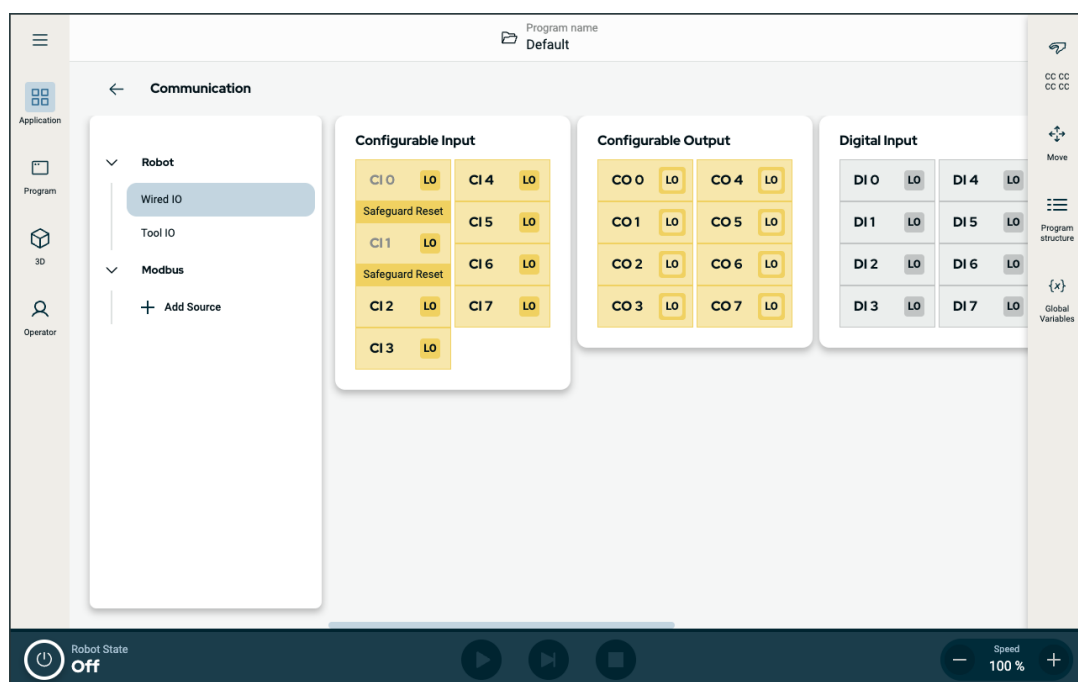 Program name
Default
Application
Program
3D
Operator
Communication
Robot
Wired IO
Tool IO
Modbus
Add Source
Configurable Input
CI 0 LO CI 4 LO
Safeguard Reset
CI 5 LO
CI 1 LO
Safeguard Reset
CI 6 LO
CI 2 LO CI 7 LO
CI 3 LO
Configurable Output
CO 0 LO CO 4 LO
CO 1 LO CO 5 LO
CO 2 LO CO 6 LO
CO 3 LO CO 7 LO
Digital Input
DI 0 LO DI 4 LO
DI 1 LO DI 5 LO
DI 2 LO DI 6 LO
DI 3 LO DI 7 LO
CC CC
CC CC
Move
Program
structure
{x}
Global
Variables
Robot State
Off
Speed
100 %